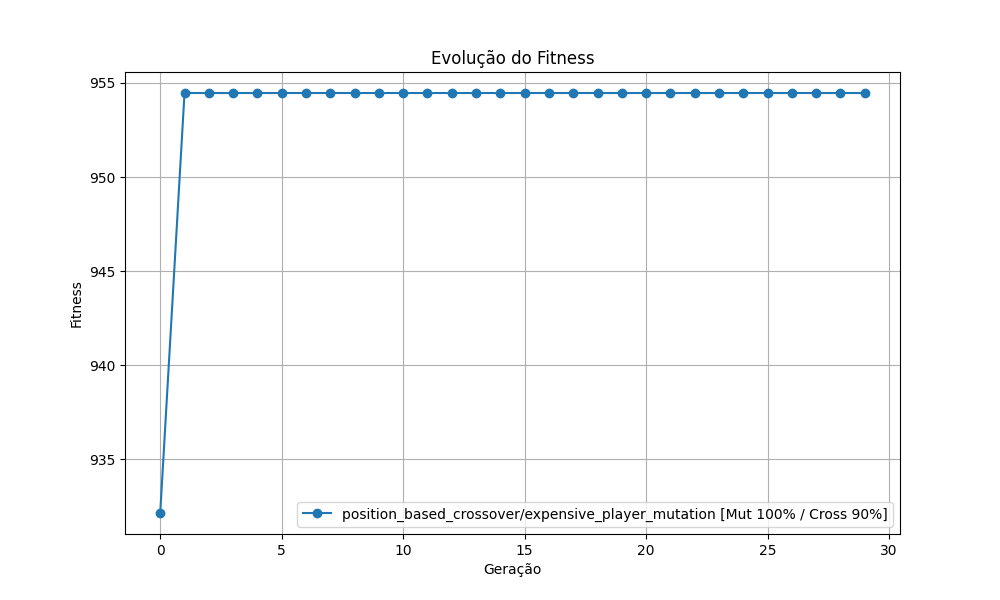 Evolução do Fitness
Fitness
955
950
945
940
935
0 5 10 15 20 25 30
Geração
position_based_crossover/expensive_player_mutation [Mut 100% / Cross 90%]